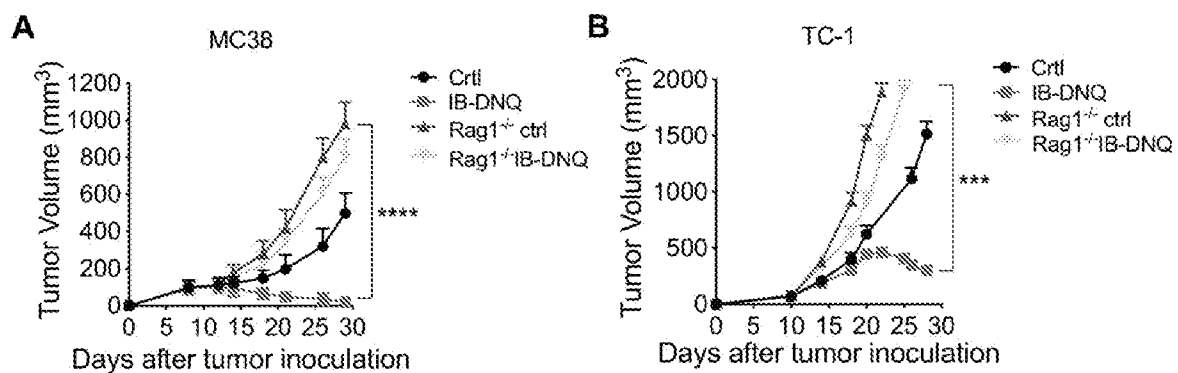 A
MC38
Tumor Volume (mm³)
1200
1000
800
600
400
200
0
0 5 10 15 20 25 30
Days after tumor inoculation
Crtl
IB-DNQ
Rag1⁻/⁻ ctrl
Rag1⁻/⁻IB-DNQ
****
B
TC-1
Tumor Volume (mm³)
2000
1500
1000
500
0
0 5 10 15 20 25 30
Days after tumor inoculation
Crtl
IB-DNQ
Rag1⁻/⁻ ctrl
Rag1⁻/⁻IB-DNQ
***